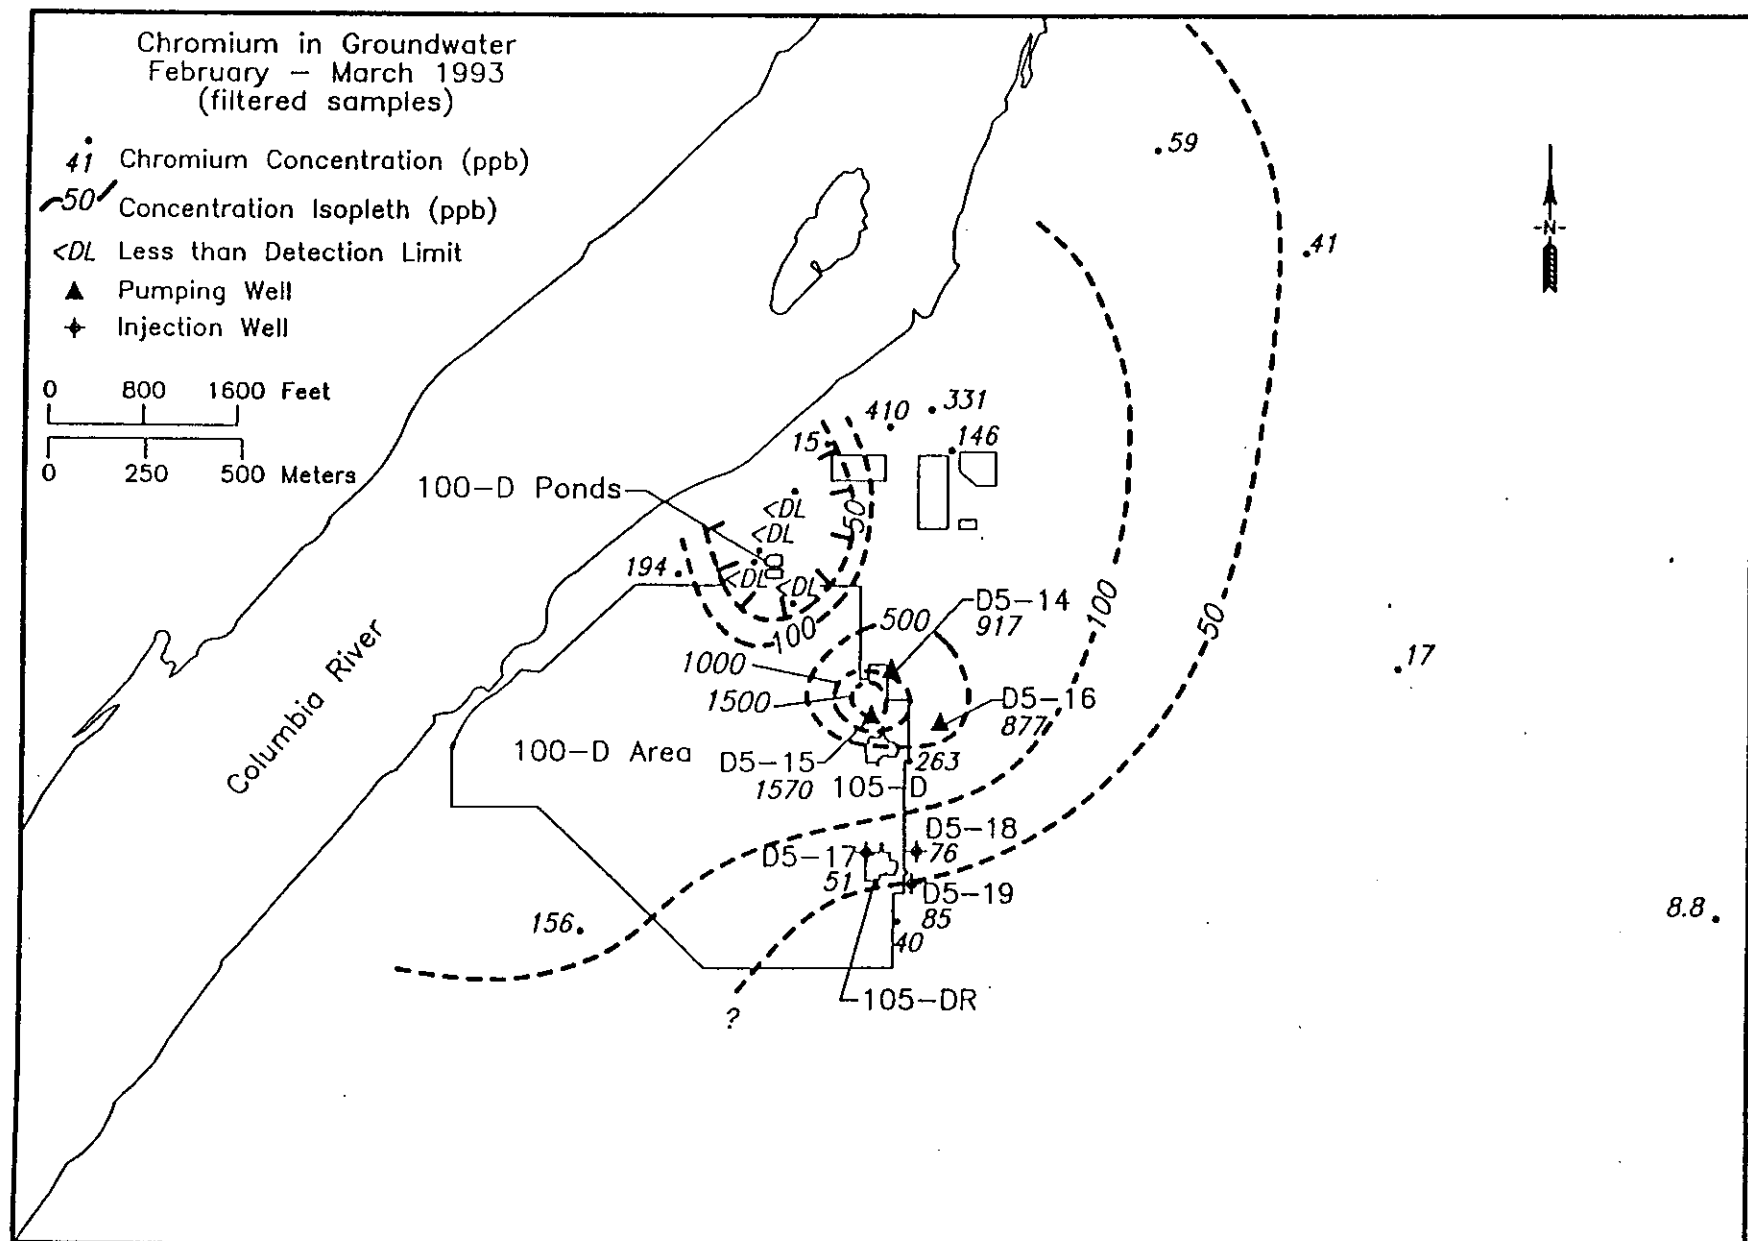 Chromium in Groundwater
February – March 1993
(filtered samples)
41 Chromium Concentration (ppb)
50 Concentration Isopleth (ppb)
<DL Less than Detection Limit
Pumping Well
Injection Well
0 800 1600 Feet
0 250 500 Meters
59
41
-N-
410
331
15
146
100-D Ponds
<DL
50
<DL
194
<DL
<DL
100
500
D5-14
917
100
50
1000
1500
17
D5-16
877
100-D Area
D5-15
1570
263
105-D
Columbia River
D5-18
76
D5-17
51
D5-19
85
40
156
8.8
105-DR
?